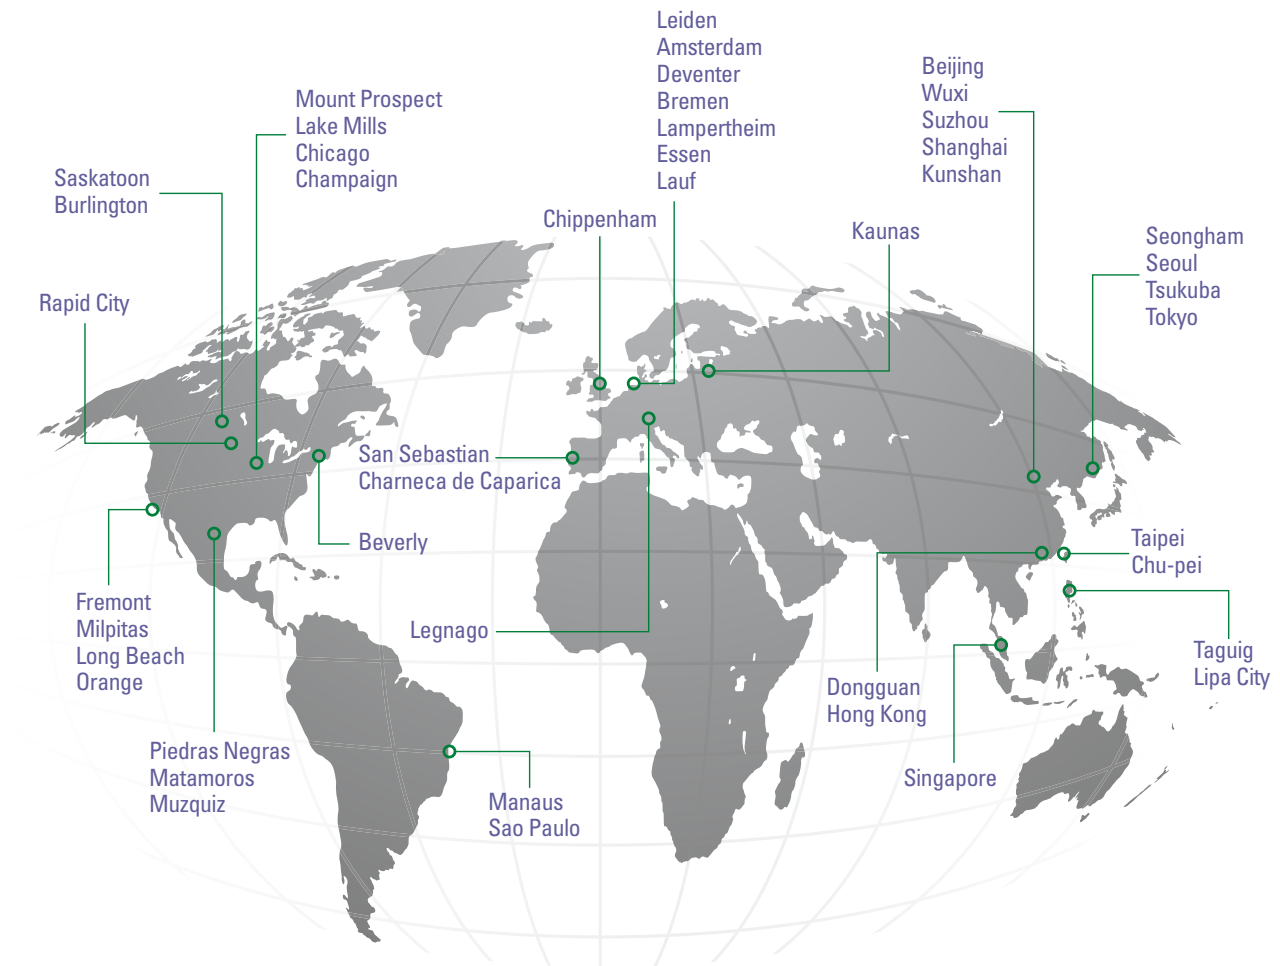 Leiden
Amsterdam
Deventer
Bremen
Lampertheim
Essen
Lauf
Beijing
Wuxi
Suzhou
Shanghai
Kunshan
Mount Prospect
Lake Mills
Chicago
Champaign
Saskatoon
Burlington
Chippenham
Kaunas
Seongham
Seoul
Tsukuba
Tokyo
Rapid City
San Sebastian
Charneca de Caparica
Beverly
Taipei
Chu-pei
Fremont
Milpitas
Long Beach
Orange
Legnago
Taguig
Lipa City
Dongguan
Hong Kong
Piedras Negras
Matamoros
Muzquiz
Singapore
Manaus
Sao Paulo